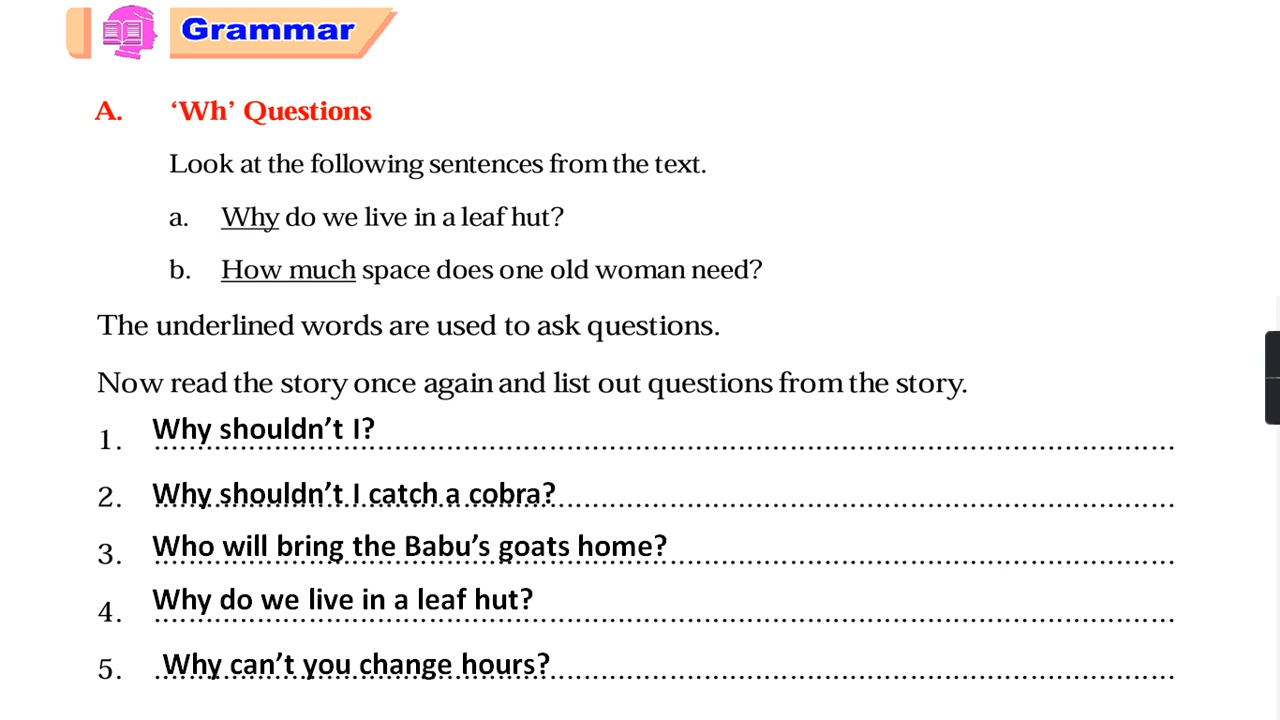 Grammar
A. ‘Wh’ Questions
Look at the following sentences from the text.
a. Why do we live in a leaf hut?
b. How much space does one old woman need?
The underlined words are used to ask questions.
Now read the story once again and list out questions from the story.
1. Why shouldn’t I?
2. Why shouldn’t I catch a cobra?
3. Who will bring the Babu’s goats home?
4. Why do we live in a leaf hut?
5. Why can’t you change hours?